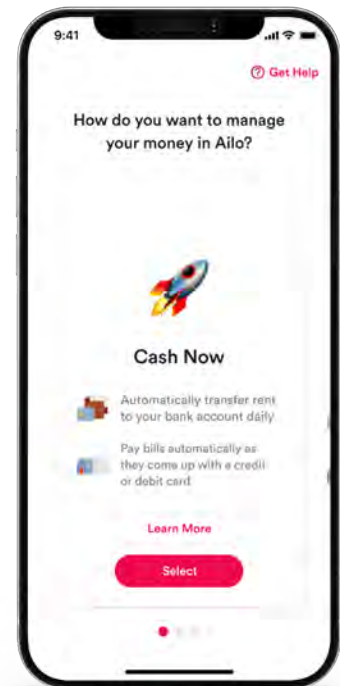 9:41
Get Help
How do you want to manage
your money in Ailo?
Cash Now
Automatically transfer rent
to your bank account daily
Pay bills automatically as
they come up with a credit
or debit card
Learn More
Select